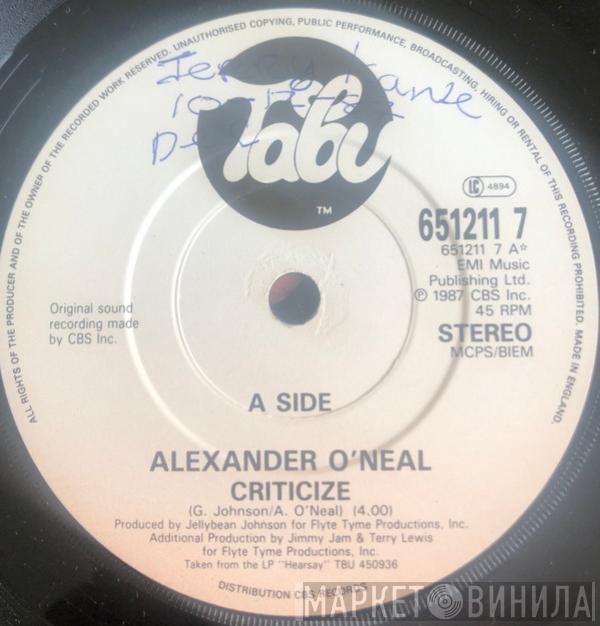 ALL RIGHTS OF THE PRODUCER AND OF THE OWNER OF THE RECORDED WORK RESERVED. UNAUTHORISED COPYING, PUBLIC PERFORMANCE, BROADCASTING, HIRING OR RENTAL OF THIS RECORDING PROHIBITED. MADE IN ENGLAND.
Tabu
TM
LC 4894
651211 7
651211 7 A☆
EMI Music
Publishing Ltd.
℗ 1987 CBS Inc.
45 RPM
STEREO
MCPS/BIEM
Original sound
recording made
by CBS Inc.
A SIDE
ALEXANDER O'NEAL
CRITICIZE
(G. Johnson/A. O'Neal) (4.00)
Produced by Jellybean Johnson for Flyte Tyme Productions, Inc.
Additional Production by Jimmy Jam & Terry Lewis
for Flyte Tyme Productions, Inc.
Taken from the LP "Hearsay" TBU 450936
DISTRIBUTION CBS RECORDS
МАРКЕТ ВИНИЛА